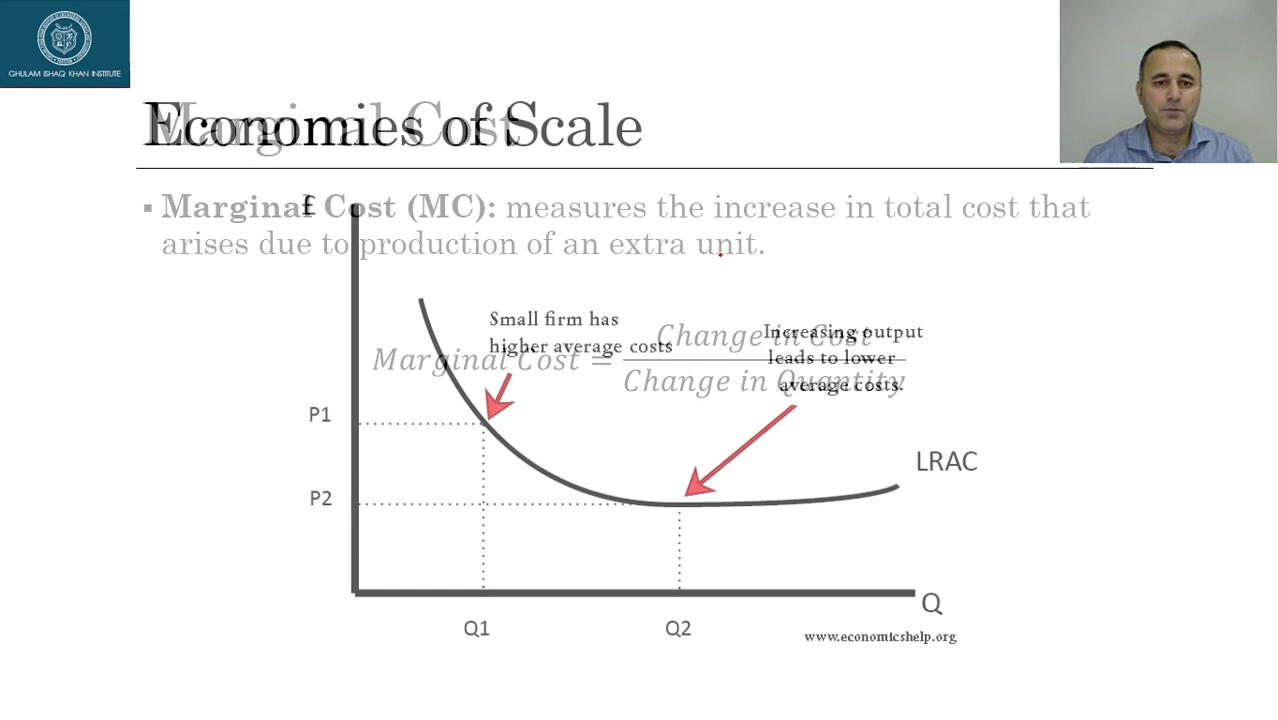 GHULAM ISHAQ KHAN INSTITUTE
Marginal Cost
Economies of Scale
▪ Marginal Cost (MC): measures the increase in total cost that
arises due to production of an extra unit.
£
Small firm has
higher average costs
Increasing output
leads to lower
average costs.
Marginal Cost = Change in Cost
Change in Quantity
P1
LRAC
P2
Q
Q1
Q2
www.economicshelp.org